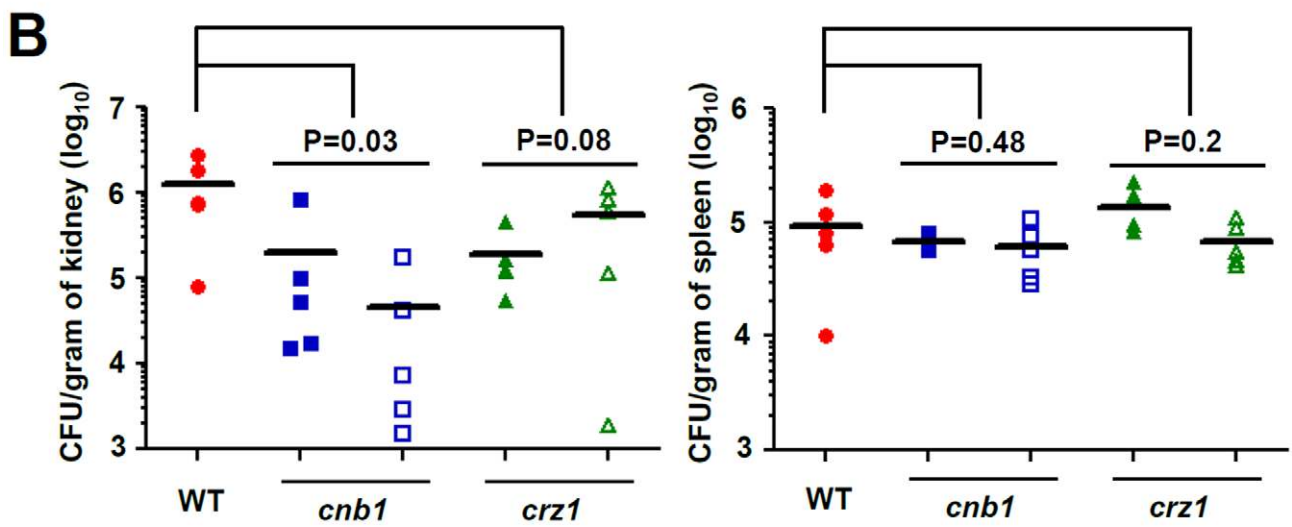 B
CFU/gram of kidney (log10)
7
6
5
4
3
P=0.03
P=0.08
WT
cnb1
crz1
CFU/gram of spleen (log10)
6
5
4
3
P=0.48
P=0.2
WT
cnb1
crz1